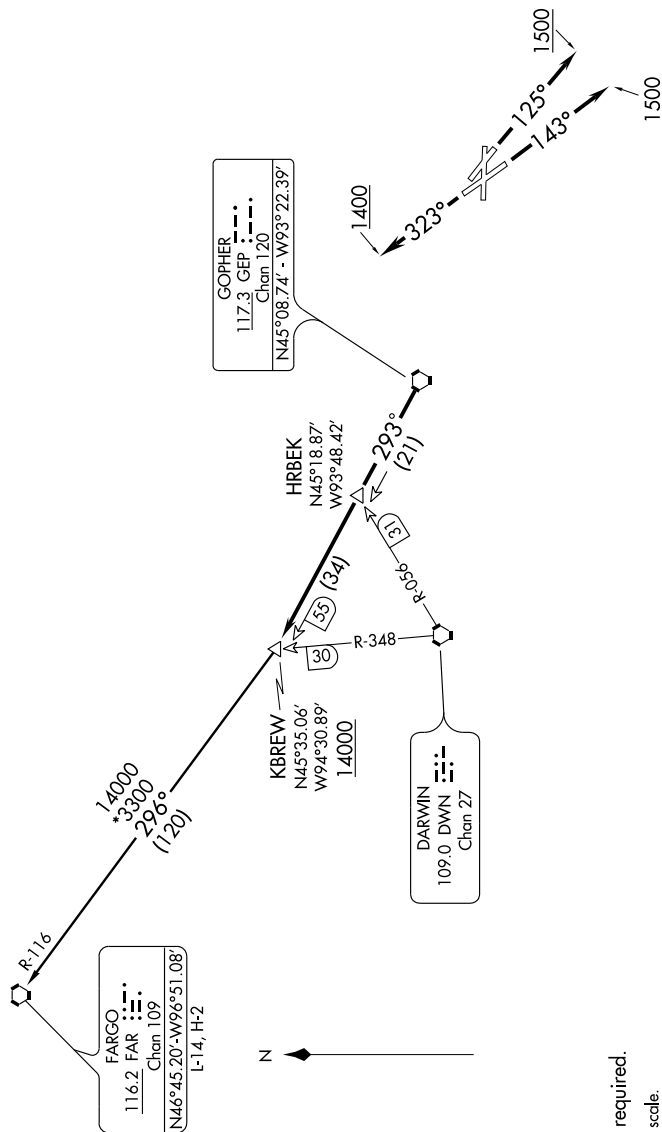 R-116
FARGO
116.2 FAR
Chan 109
N46°45.20'-W96°51.08'
L-14, H-2
14000
*3300
296°
(120)
N
KBREW
N45°35.06'
W94°30.89'
14000
30
55
(34)
R-348
HRBEK
N45°18.87'
W93°48.42'
293°
(21)
31
R-056
DARWIN
109.0 DWN
Chan 27
GOPHER
117.3 GEP
Chan 120
N45°08.74' - W93°22.39'
1400
323°
125°
1500
143°
1500
required.
scale.